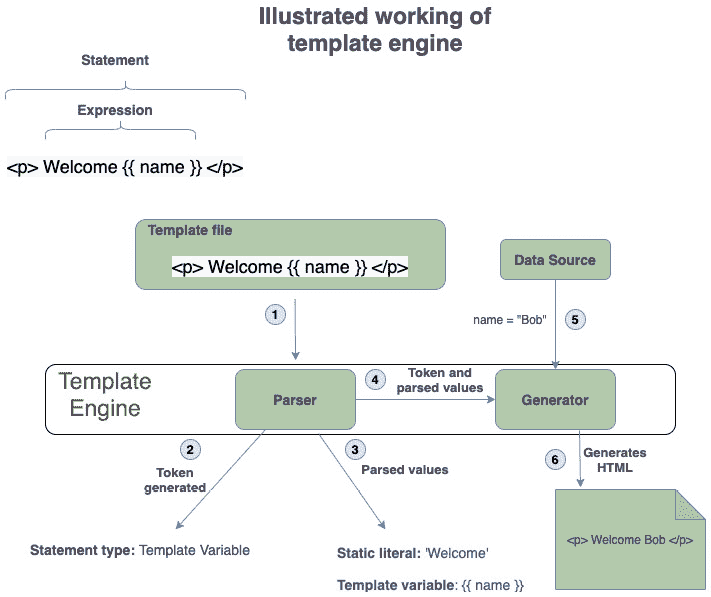 Illustrated working of
template engine
Statement
Expression
<p> Welcome {{ name }} </p>
Template file
<p> Welcome {{ name }} </p>
Data Source
1
name = "Bob"
5
Template
Engine
Parser
4
Token and
parsed values
Generator
2
Token
generated
3
Parsed values
6
Generates
HTML
Statement type: Template Variable
Static literal: 'Welcome'
Template variable: {{ name }}
<p> Welcome Bob </p>